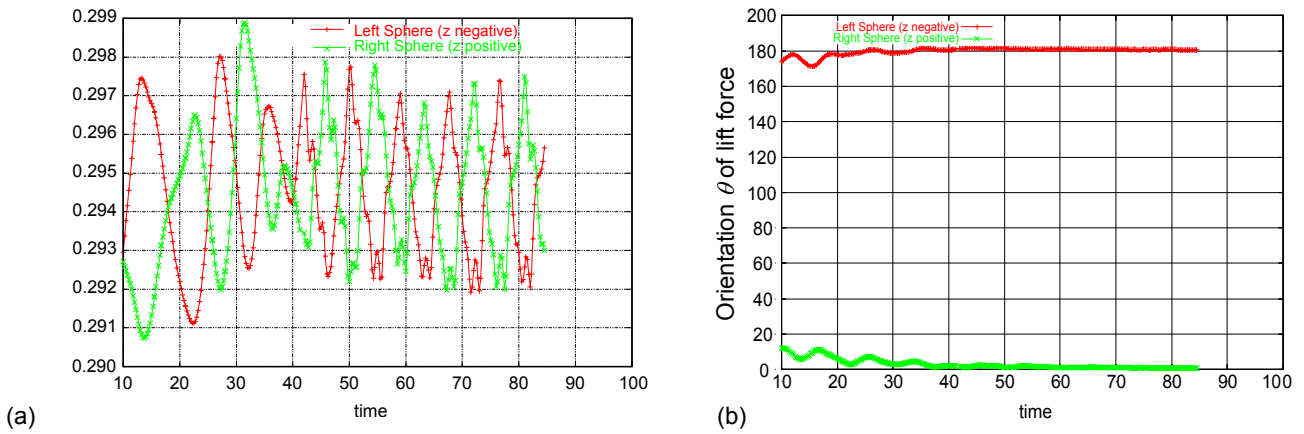 0.299
0.298
0.297
0.296
0.295
0.294
0.293
0.292
0.291
0.290
Left Sphere (z negative)
Right Sphere (z positive)
10 20 30 40 50 60 70 80 90 100
time
(a)
200
180
160
140
120
100
80
60
40
20
0
Orientation θ of lift force
Left Sphere (z negative)
Right Sphere (z positive)
10 20 30 40 50 60 70 80 90 100
time
(b)